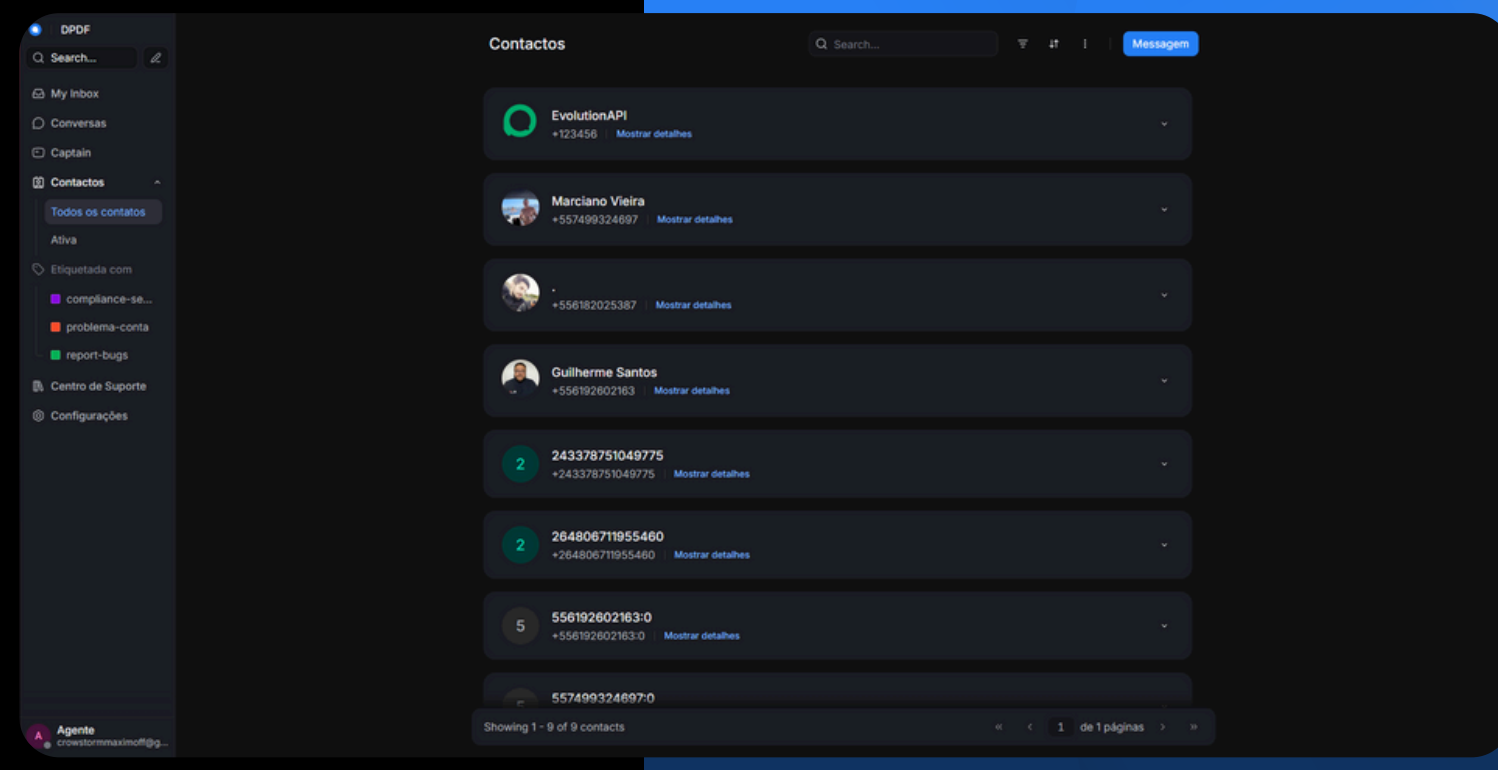 DPDF
Search...
My Inbox
Conversas
Captain
Contactos
Todos os contatos
Ativa
Etiquetada com
compliance-se...
problema-conta
report-bugs
Centro de Suporte
Configurações
A
Agente
crowstormmaximoff@g...
Contactos
Search...
Messagem
EvolutionAPI
+123456 Mostrar detalhes
Marciano Vieira
+557499324697 Mostrar detalhes
.
+556182025387 Mostrar detalhes
Guilherme Santos
+556192602163 Mostrar detalhes
2
243378751049775
+243378751049775 Mostrar detalhes
2
264806711955460
+264806711955460 Mostrar detalhes
5
556192602163:0
+556192602163:0 Mostrar detalhes
5
557499324697:0
Showing 1 - 9 of 9 contacts
« ‹ 1 de 1 páginas › »